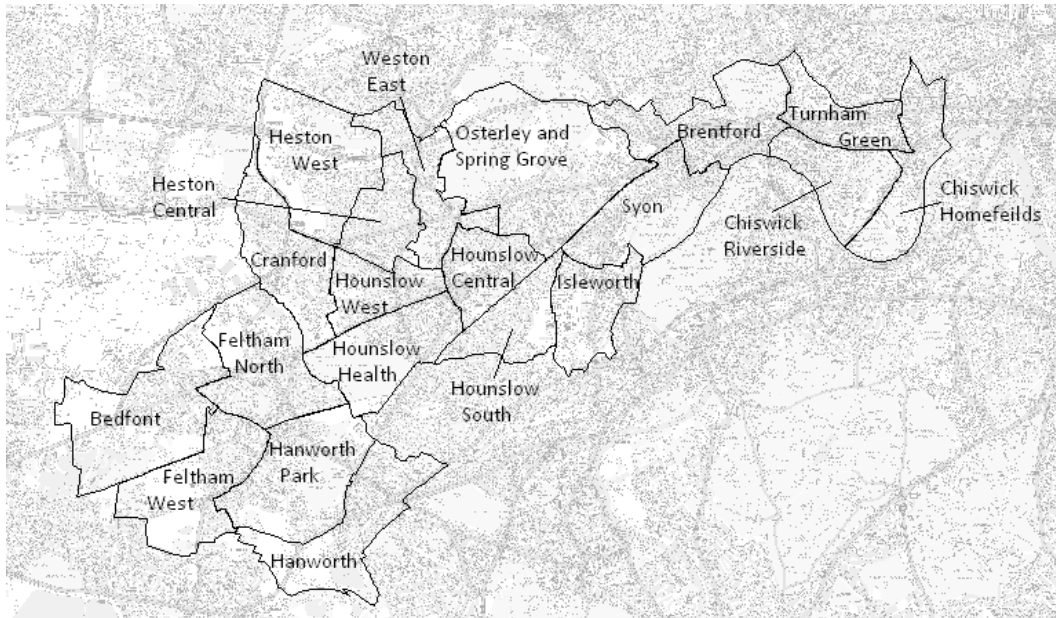 Weston
East
Heston
West
Osterley and
Spring Grove
Brentford
Turnham
Green
Heston
Central
Syon
Chiswick
Homefeilds
Chiswick
Riverside
Cranford
Hounslow
Central
Hounslow
West
Isleworth
Feltham
North
Hounslow
Health
Hounslow
South
Bedfont
Hanworth
Park
Feltham
West
Hanworth